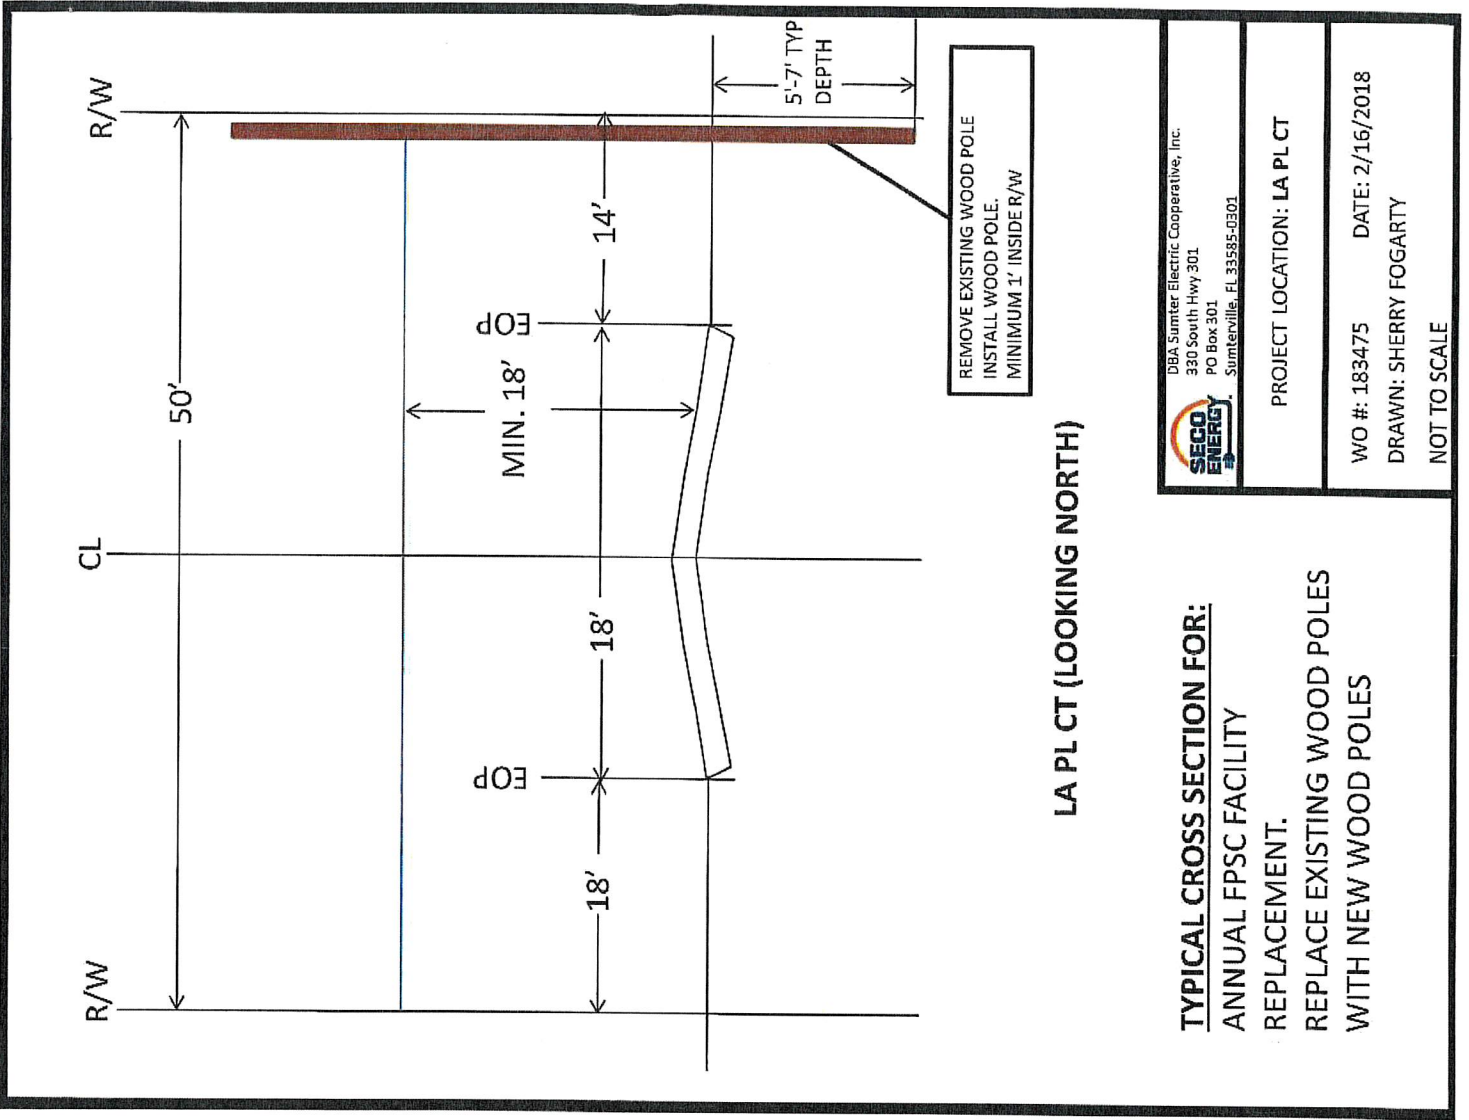 R/W
CL
R/W
50'
MIN. 18'
EOP
EOP
18'
18'
14'
5'-7' TYP
DEPTH
REMOVE EXISTING WOOD POLE
INSTALL WOOD POLE.
MINIMUM 1' INSIDE R/W
LA PL CT (LOOKING NORTH)
TYPICAL CROSS SECTION FOR:
ANNUAL FPSC FACILITY
REPLACEMENT.
REPLACE EXISTING WOOD POLES
WITH NEW WOOD POLES
SECO
ENERGY
DBA Sumter Electric Cooperative, Inc.
330 South Hwy 301
PO Box 301
Sumterville, FL 33585-0301
PROJECT LOCATION: LA PL CT
WO #: 183475 DATE: 2/16/2018
DRAWN: SHERRY FOGARTY
NOT TO SCALE